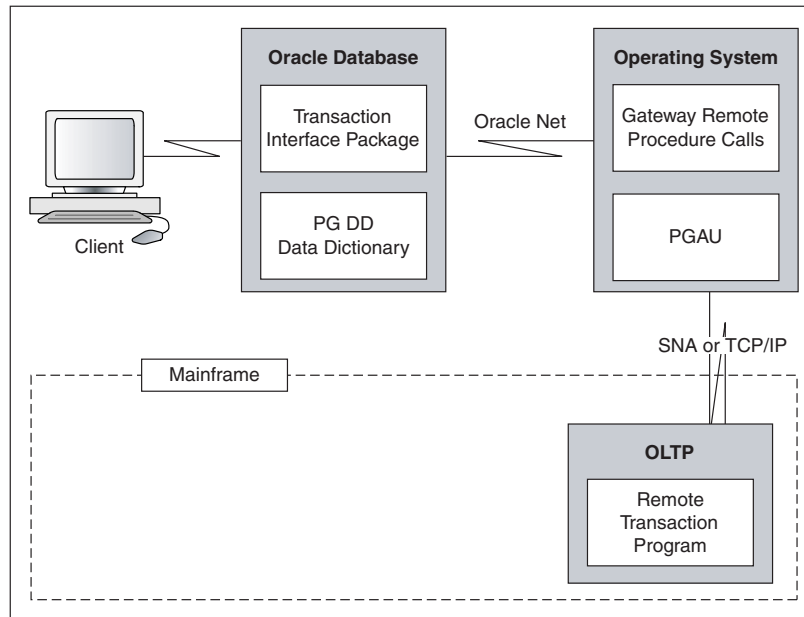 Oracle Database
Transaction
Interface Package
PG DD
Data Dictionary
Client
Oracle Net
Operating System
Gateway Remote
Procedure Calls
PGAU
SNA or TCP/IP
Mainframe
OLTP
Remote
Transaction
Program